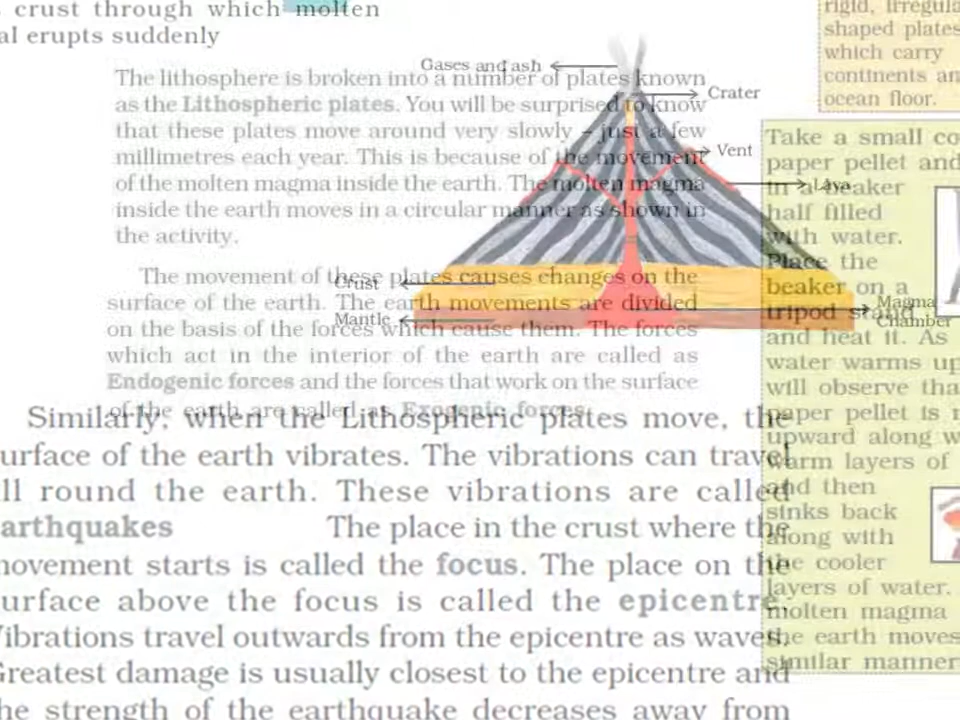 crust through which molten
al erupts suddenly
The lithosphere is broken into a number of plates known
as the Lithospheric plates. You will be surprised to know
that these plates move around very slowly – just a few
millimetres each year. This is because of the movement
of the molten magma inside the earth. The molten magma
inside the earth moves in a circular manner as shown in
the activity.
The movement of these plates causes changes on the
surface of the earth. The earth movements are divided
on the basis of the forces which cause them. The forces
which act in the interior of the earth are called as
Endogenic forces and the forces that work on the surface
of the earth are called as Exogenic forces.
Gases and ash
Crater
Vent
Lava
Crust
Mantle
Magma
Chamber
Similarly, when the Lithospheric plates move, the
urface of the earth vibrates. The vibrations can travel
ll round the earth. These vibrations are called
arthquakes
The place in the crust where the
movement starts is called the focus. The place on the
urface above the focus is called the epicentre.
Vibrations travel outwards from the epicentre as waves.
Greatest damage is usually closest to the epicentre and
he strength of the earthquake decreases away from
rigid, irregula
shaped plates
which carry
continents an
ocean floor.
Take a small co
paper pellet and
in a beaker
half filled
with water.
Place the
beaker on a
tripod stand
and heat it. As
water warms up
will observe tha
paper pellet is
upward along w
warm layers of
and then
sinks back
along with
the cooler
layers of water.
molten magma
the earth moves
similar manner